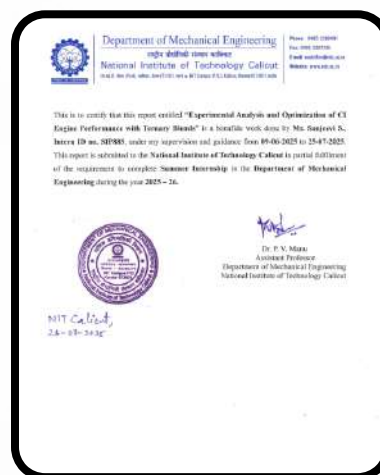 Department of Mechanical Engineering
राष्ट्रीय प्रौद्योगिकी संस्थान कालिकट
National Institute of Technology Calicut
This is to certify that this report entitled "Experimental Analysis and Optimization of CI
Engine Performance with Ternary Blends" is a bonafide work done by Mr. Sanjeevi S.,
Intern ID no. SIP885, under my supervision and guidance from 09-06-2025 to 25-07-2025.
This report is submitted to the National Institute of Technology Calicut in partial fulfilment
of the requirement to complete Summer Internship in the Department of Mechanical
Engineering during the year 2025 – 26.
Dr. P. V. Manu
Assistant Professor
Department of Mechanical Engineering
National Institute of Technology Calicut
NIT Calicut,